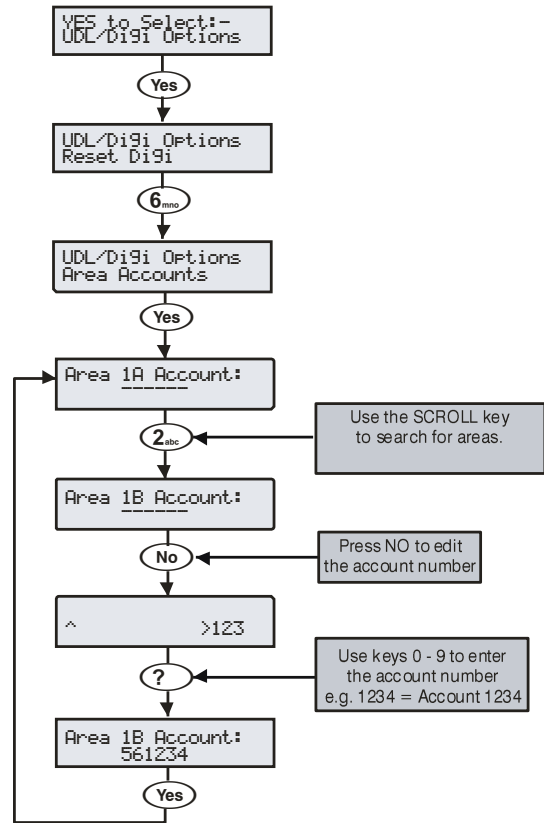 YES to Select:-
UDL/Digi Options
Yes
UDL/Digi Options
Reset Digi
6mno
UDL/Digi Options
Area Accounts
Yes
Area 1A Account:
------
2abc
Use the SCROLL key
to search for areas.
Area 1B Account:
------
No
Press NO to edit
the account number
^ >123
?
Use keys 0 - 9 to enter
the account number
e.g. 1234 = Account 1234
Area 1B Account:
561234
Yes